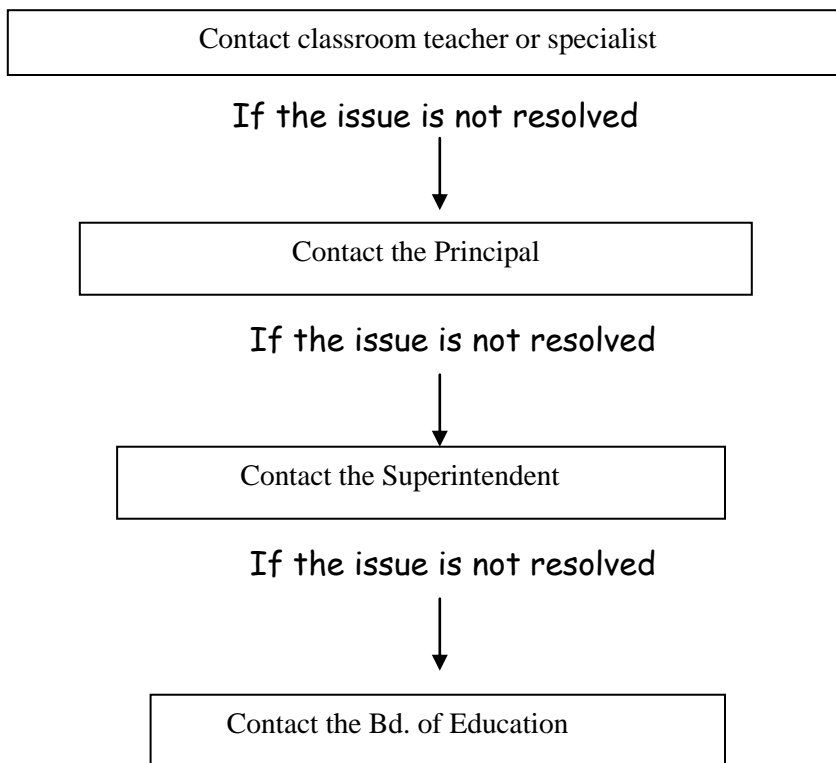 Contact classroom teacher or specialist
If the issue is not resolved
Contact the Principal
If the issue is not resolved
Contact the Superintendent
If the issue is not resolved
Contact the Bd. of Education